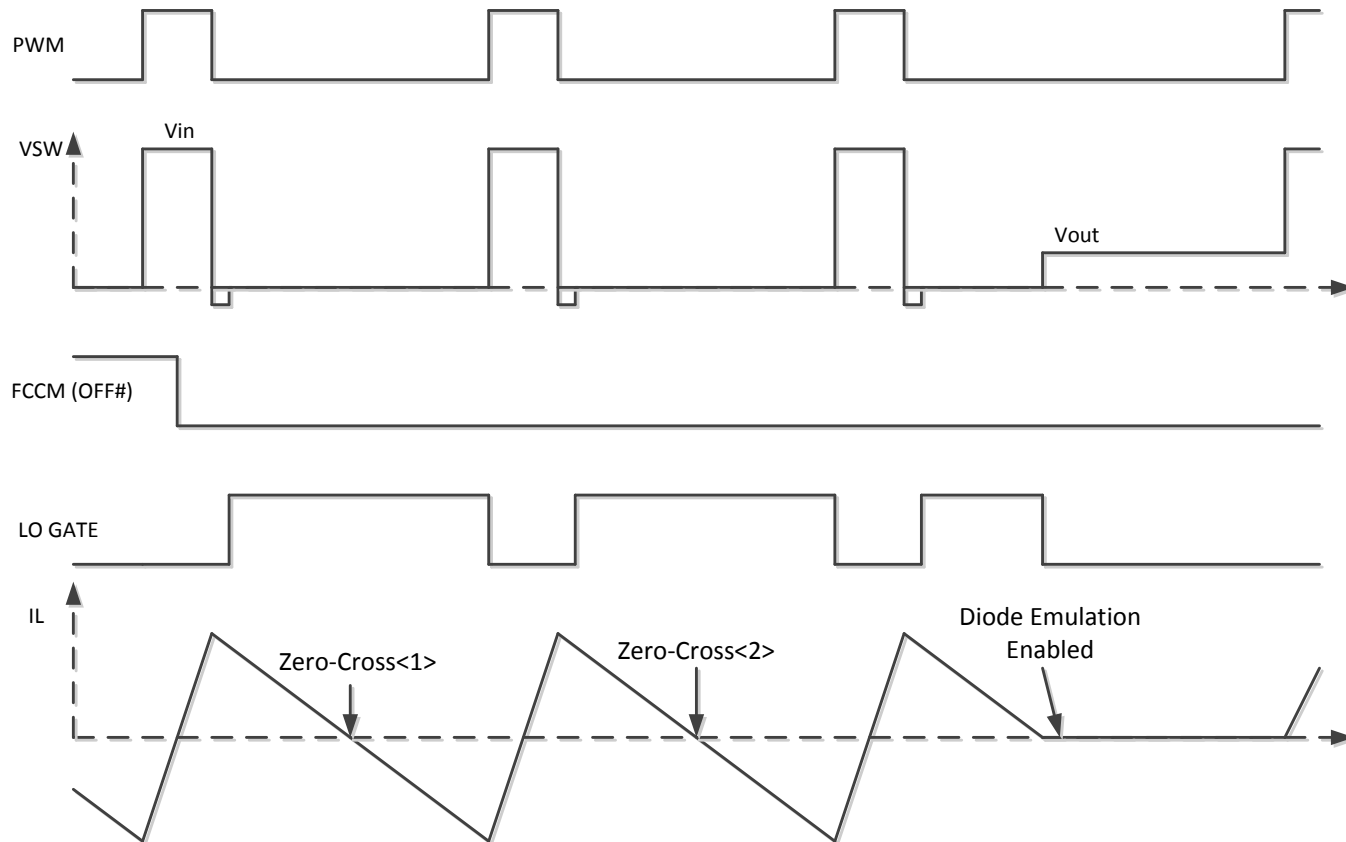 PWM
Vin
VSW
Vout
FCCM (OFF#)
LO GATE
IL
Zero-Cross<1>
Zero-Cross<2>
Diode Emulation
Enabled